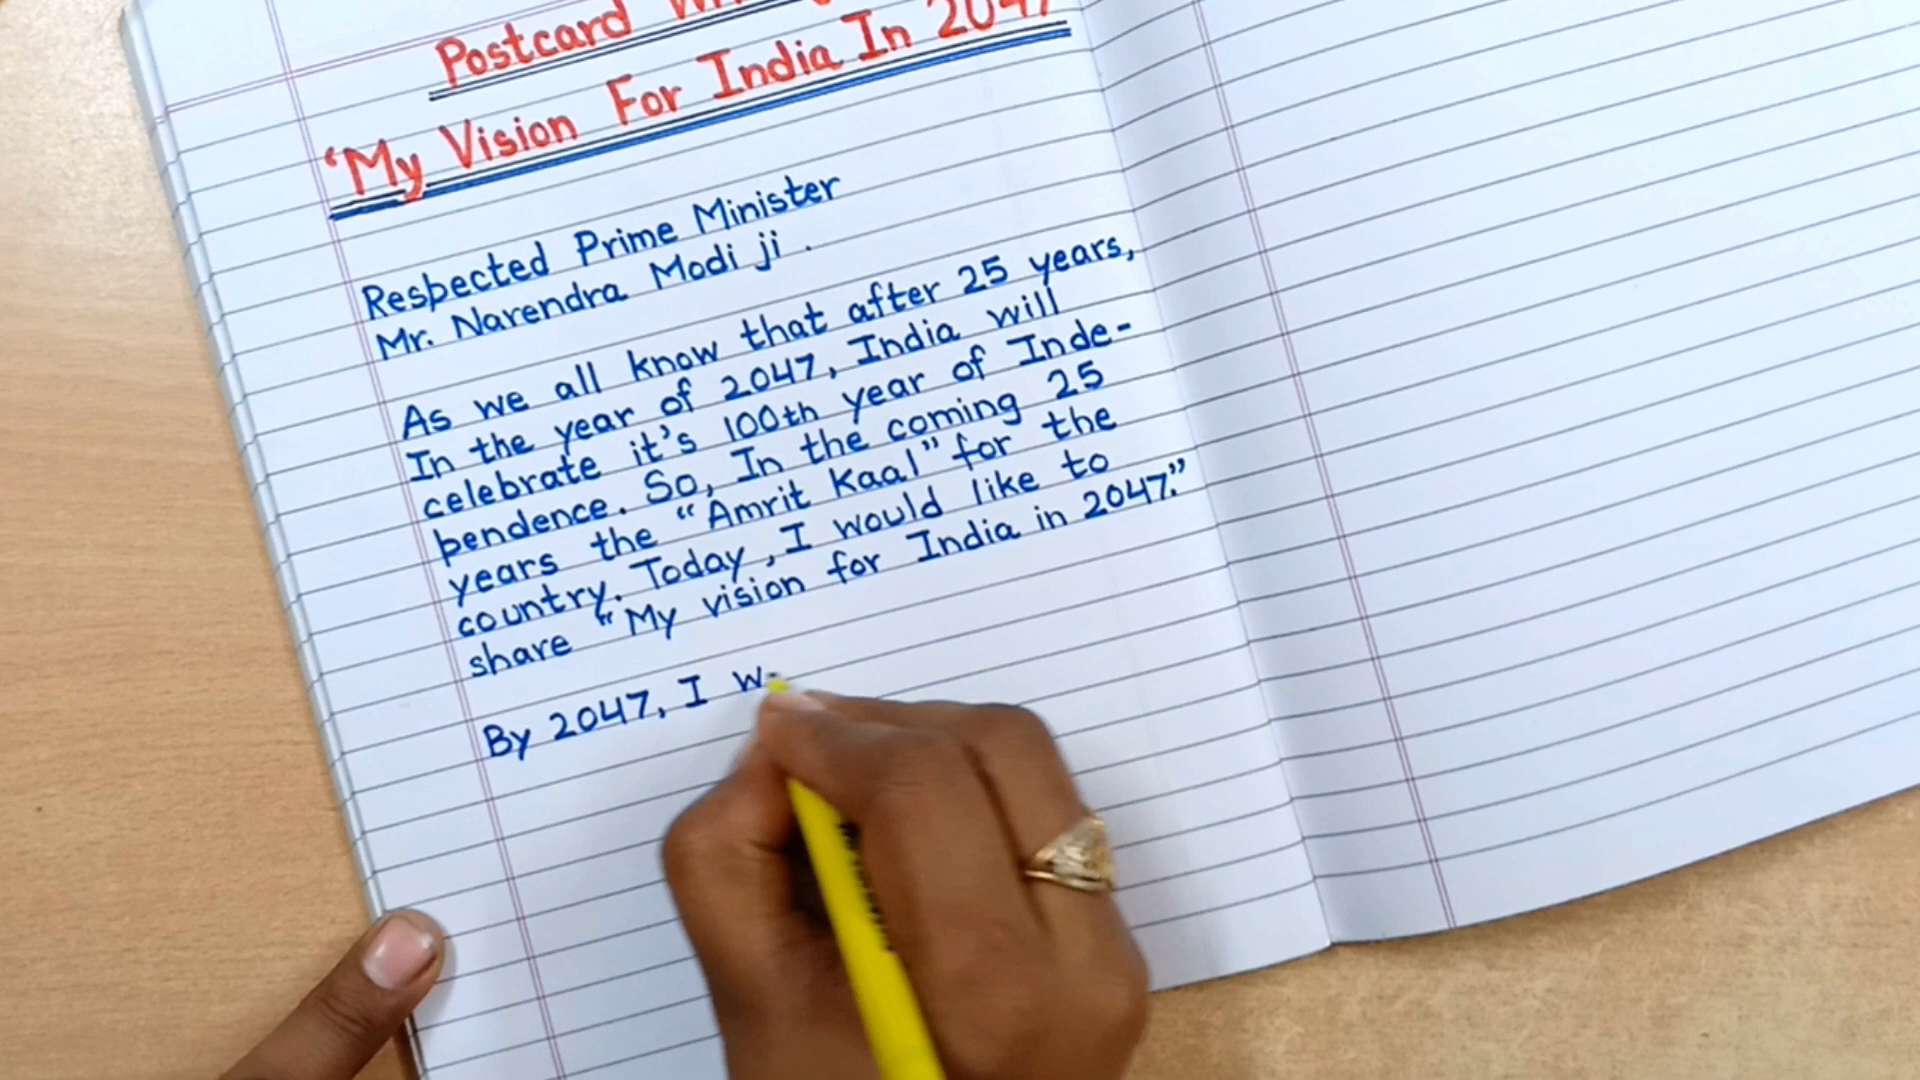 Postcard
'My Vision For India In 2047
Respected Prime Minister
Mr. Narendra Modi ji.
As we all know that after 25 years,
In the year of 2047, India will
celebrate it's 100th year of Inde-
pendence. So, In the coming 25
years the "Amrit Kaal" for the
country. Today, I would like to
share "My vision for India in 2047."
By 2047, I